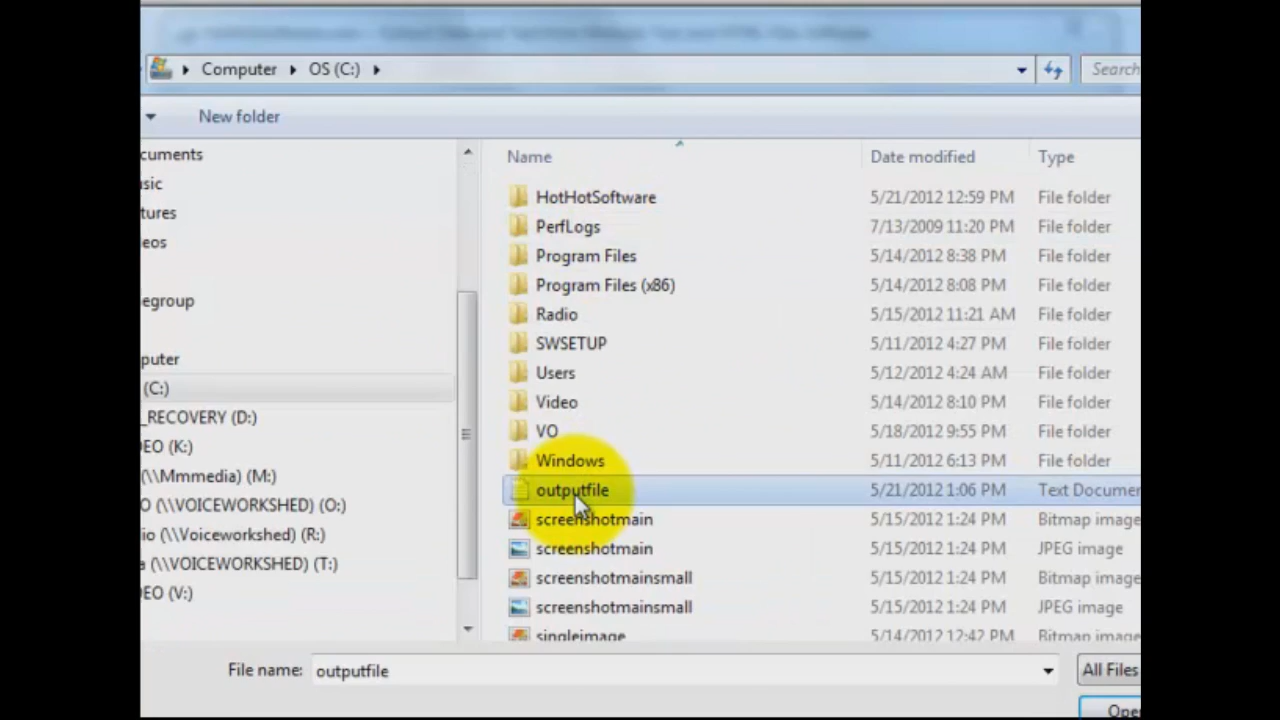 Computer OS (C:) Search
New folder
cuments
sic
tures
eos
egroup
puter
(C:)
_RECOVERY (D:)
EO (K:)
(\\Mmmedia) (M:)
O (\\VOICEWORKSHED) (O:)
io (\\Voiceworkshed) (R:)
a (\\VOICEWORKSHED) (T:)
EO (V:)
Name Date modified Type
HotHotSoftware 5/21/2012 12:59 PM File folder
PerfLogs 7/13/2009 11:20 PM File folder
Program Files 5/14/2012 8:38 PM File folder
Program Files (x86) 5/14/2012 8:08 PM File folder
Radio 5/15/2012 11:21 AM File folder
SWSETUP 5/11/2012 4:27 PM File folder
Users 5/12/2012 4:24 AM File folder
Video 5/14/2012 8:10 PM File folder
VO 5/18/2012 9:55 PM File folder
Windows 5/11/2012 6:13 PM File folder
outputfile 5/21/2012 1:06 PM Text Documen
screenshotmain 5/15/2012 1:24 PM Bitmap image
screenshotmain 5/15/2012 1:24 PM JPEG image
screenshotmainsmall 5/15/2012 1:24 PM Bitmap image
screenshotmainsmall 5/15/2012 1:24 PM JPEG image
singleimage 5/14/2012 12:42 PM Bitmap image
File name: outputfile All Files
Open